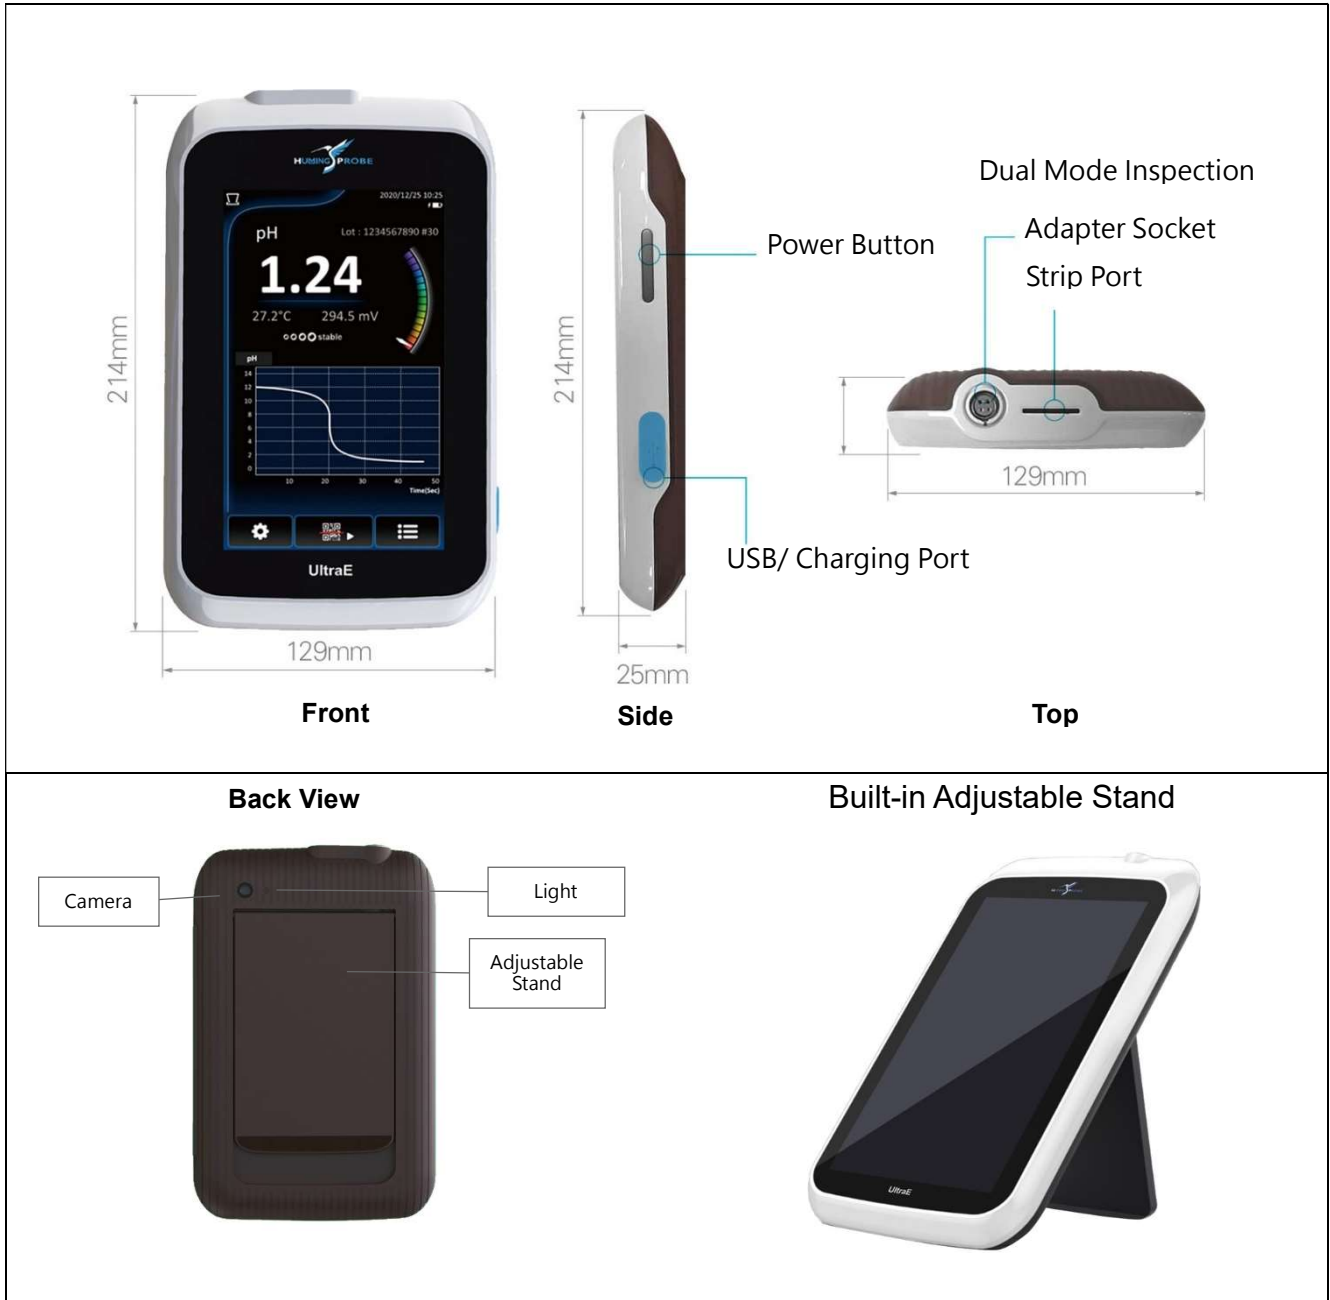 HUMING PROBE
2020/12/25 10:25
pH
Lot : 1234567890 #30
1.24
27.2°C 294.5 mV
stable
pH
14
12
10
8
6
4
2
0
10 20 30 40 50
Time(Sec)
UltraE
214mm
129mm
Front
214mm
Power Button
USB/ Charging Port
25mm
Side
Dual Mode Inspection
Adapter Socket
Strip Port
129mm
Top
Back View
Camera
Light
Adjustable
Stand
Built-in Adjustable Stand
UltraE